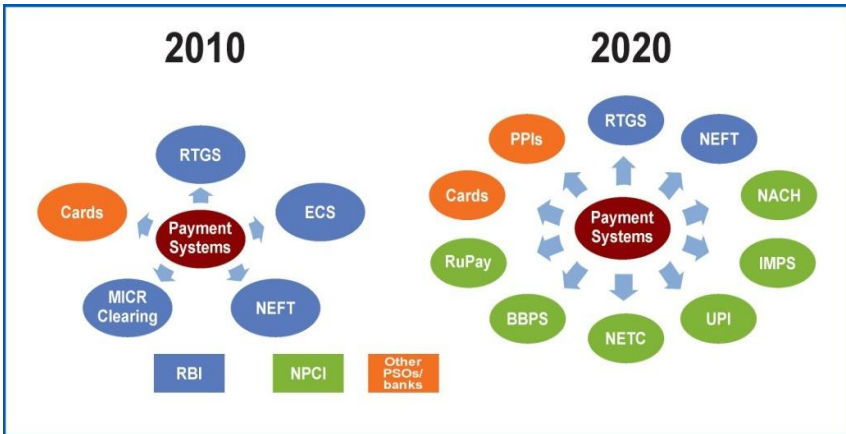 2010
RTGS
Cards
ECS
Payment
Systems
MICR
Clearing
NEFT
2020
RTGS
PPIs
NEFT
Cards
NACH
Payment
Systems
RuPay
IMPS
BBPS
UPI
NETC
RBI
NPCI
Other
PSOs/
banks